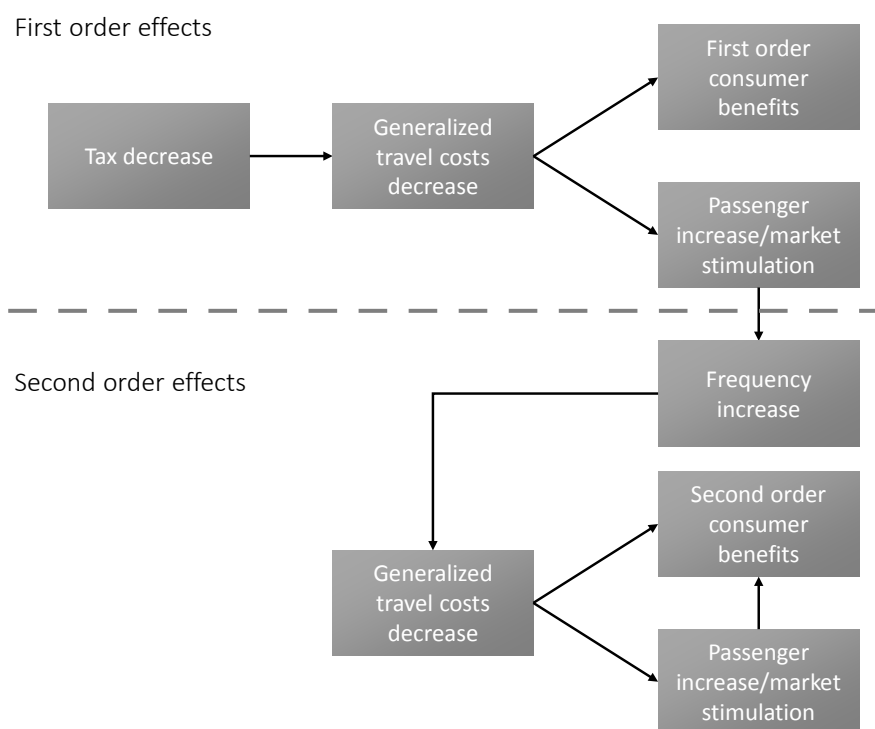 First order effects
First order
consumer
benefits
Tax decrease
Generalized
travel costs
decrease
Passenger
increase/market
stimulation
Second order effects
Frequency
increase
Second order
consumer
benefits
Generalized
travel costs
decrease
Passenger
increase/market
stimulation